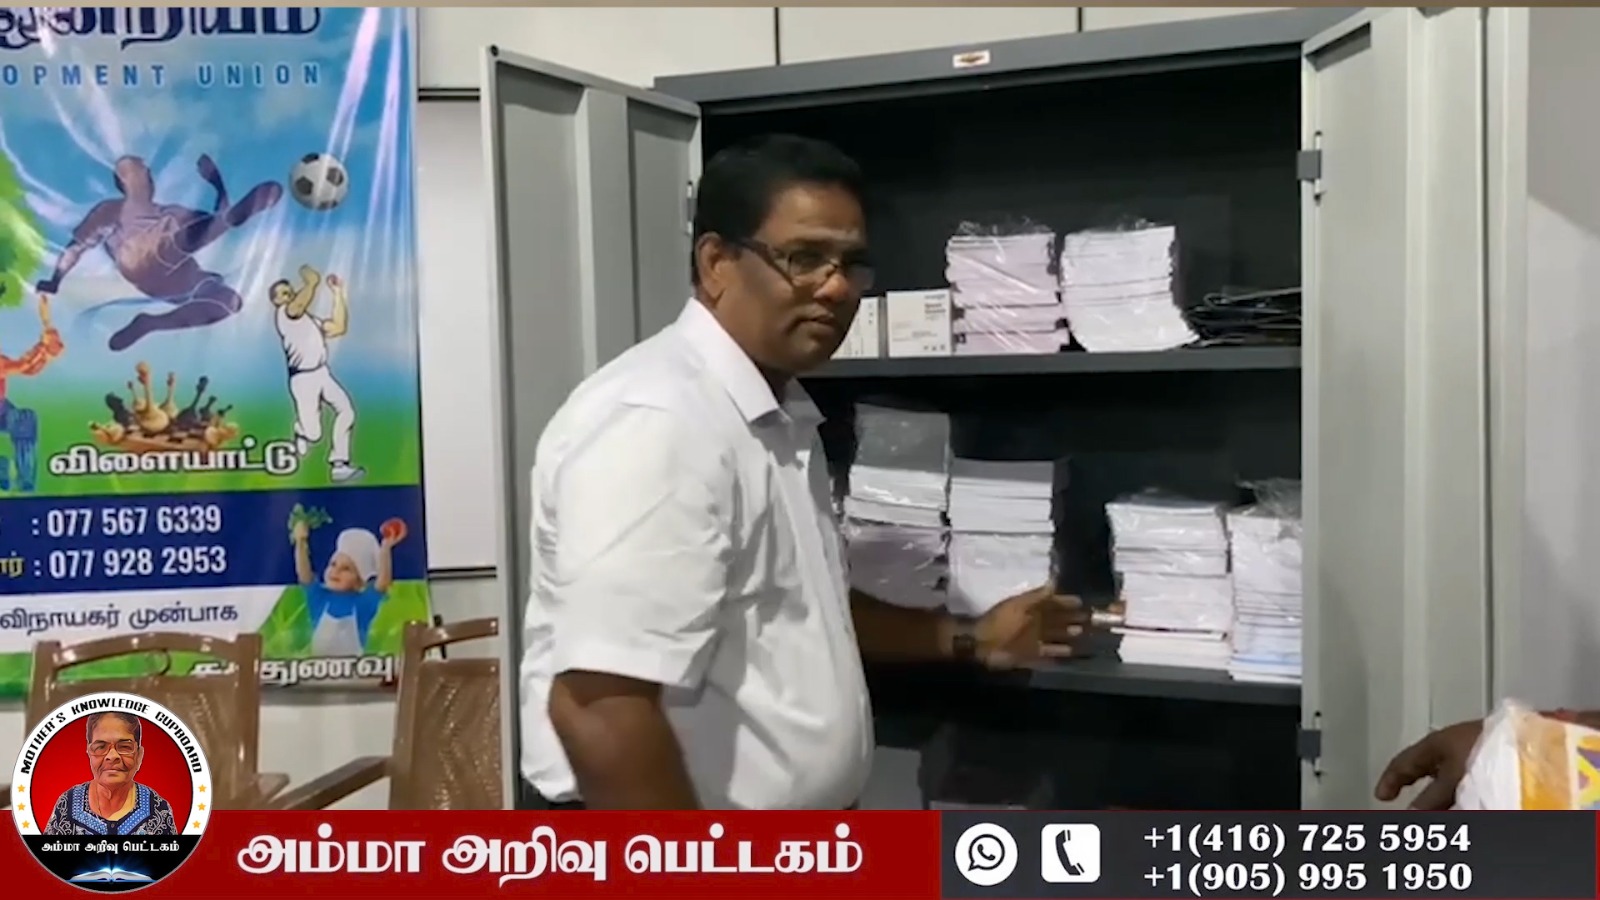 OPMENT UNION
விளையாட்டு
: 077 567 6339
: 077 928 2953
விநாயகர் முன்பாக
MOTHER'S KNOWLEDGE CUPBOARD
அம்மா அறிவு பெட்டகம்
அம்மா அறிவு பெட்டகம்
+1(416) 725 5954
+1(905) 995 1950